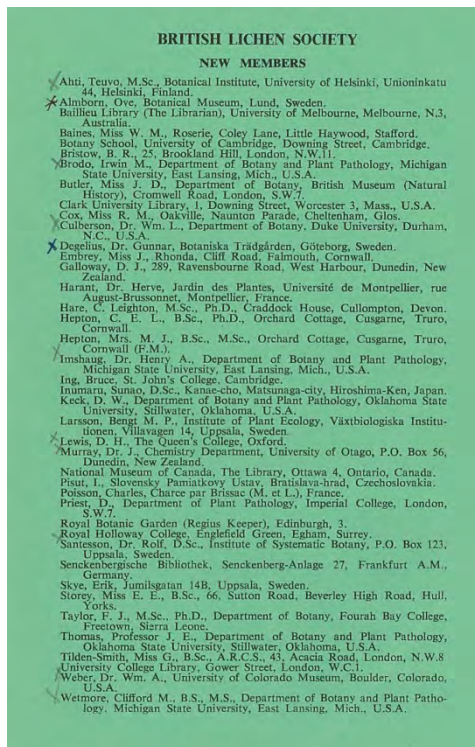 BRITISH LICHEN SOCIETY
NEW MEMBERS
Ahti, Teuvo, M.Sc., Botanical Institute, University of Helsinki, Unioninkatu
44, Helsinki, Finland.
Almborn, Ove, Botanical Museum, Lund, Sweden.
Baillieu Library (The Librarian), University of Melbourne, Melbourne, N.3,
Australia.
Baines, Miss W. M., Roserie, Coley Lane, Little Haywood, Stafford.
Botany School, University of Cambridge, Downing Street, Cambridge.
Bristow, B. R., 25, Brookland Hill, London, N.W.11.
Brodo, Irwin M., Department of Botany and Plant Pathology, Michigan
State University, East Lansing, Mich., U.S.A.
Butler, Miss J. D., Department of Botany, British Museum (Natural
History), Cromwell Road, London, S.W.7.
Clark University Library, 1, Downing Street, Worcester 3, Mass., U.S.A.
Cox, Miss R. M., Oakville, Naunton Parade, Cheltenham, Glos.
Culberson, Dr. Wm. L., Department of Botany, Duke University, Durham,
N.C., U.S.A.
Degelius, Dr. Gunnar, Botaniska Trädgården, Göteborg, Sweden.
Embrey, Miss J., Rhonda, Cliff Road, Falmouth, Cornwall.
Galloway, D. J., 289, Ravensbourne Road, West Harbour, Dunedin, New
Zealand.
Harant, Dr. Herve, Jardin des Plantes, Université de Montpellier, rue
August-Brussonnet, Montpellier, France.
Hare, C. Leighton, M.Sc., Ph.D., Craddock House, Cullompton, Devon.
Hepton, C. E. L., B.Sc., Ph.D., Orchard Cottage, Cusgarne, Truro,
Cornwall.
Hepton, Mrs. M. J., B.Sc., M.Sc., Orchard Cottage, Cusgarne, Truro,
Cornwall (F.M.).
Imshaug, Dr. Henry A., Department of Botany and Plant Pathology,
Michigan State University, East Lansing, Mich., U.S.A.
Ing, Bruce, St. John's College, Cambridge.
Inumaru, Sunao, D.Sc., Kanae-cho, Matsunaga-city, Hiroshima-Ken, Japan.
Keck, D. W., Department of Botany and Plant Pathology, Oklahoma State
University, Stillwater, Oklahoma, U.S.A.
Larsson, Bengt M. P., Institute of Plant Ecology, Växtbiologiska Institu-
tionen, Villavagen 14, Uppsala, Sweden.
Lewis, D. H., The Queen's College, Oxford.
Murray, Dr. J., Chemistry Department, University of Otago, P.O. Box 56,
Dunedin, New Zealand.
National Museum of Canada, The Library, Ottawa 4, Ontario, Canada.
Pisut, I., Slovensky Pamiatkovy Ustav, Bratislava-hrad, Czechoslovakia.
Poisson, Charles, Charce par Brissac (M. et L.), France.
Priest, D., Department of Plant Pathology, Imperial College, London,
S.W.7.
Royal Botanic Garden (Regius Keeper), Edinburgh, 3.
Royal Holloway College, Englefield Green, Egham, Surrey.
Santesson, Dr. Rolf, D.Sc., Institute of Systematic Botany, P.O. Box 123,
Uppsala, Sweden.
Senckenbergische Bibliothek, Senckenberg-Anlage 27, Frankfurt A.M.,
Germany.
Skye, Erik, Jumilsgatan 14B, Uppsala, Sweden.
Storey, Miss E. E., B.Sc., 66, Sutton Road, Beverley High Road, Hull,
Yorks.
Taylor, F. J., M.Sc., Ph.D., Department of Botany, Fourah Bay College,
Freetown, Sierra Leone.
Thomas, Professor J. E., Department of Botany and Plant Pathology,
Oklahoma State University, Stillwater, Oklahoma, U.S.A.
Tilden-Smith, Miss G., B.Sc., A.R.C.S., 43, Acacia Road, London, N.W.8
University College Library, Gower Street, London, W.C.1.
Weber, Dr. Wm. A., University of Colorado Museum, Boulder, Colorado,
U.S.A.
Wetmore, Clifford M., B.S., M.S., Department of Botany and Plant Patho-
logy, Michigan State University, East Lansing, Mich., U.S.A.